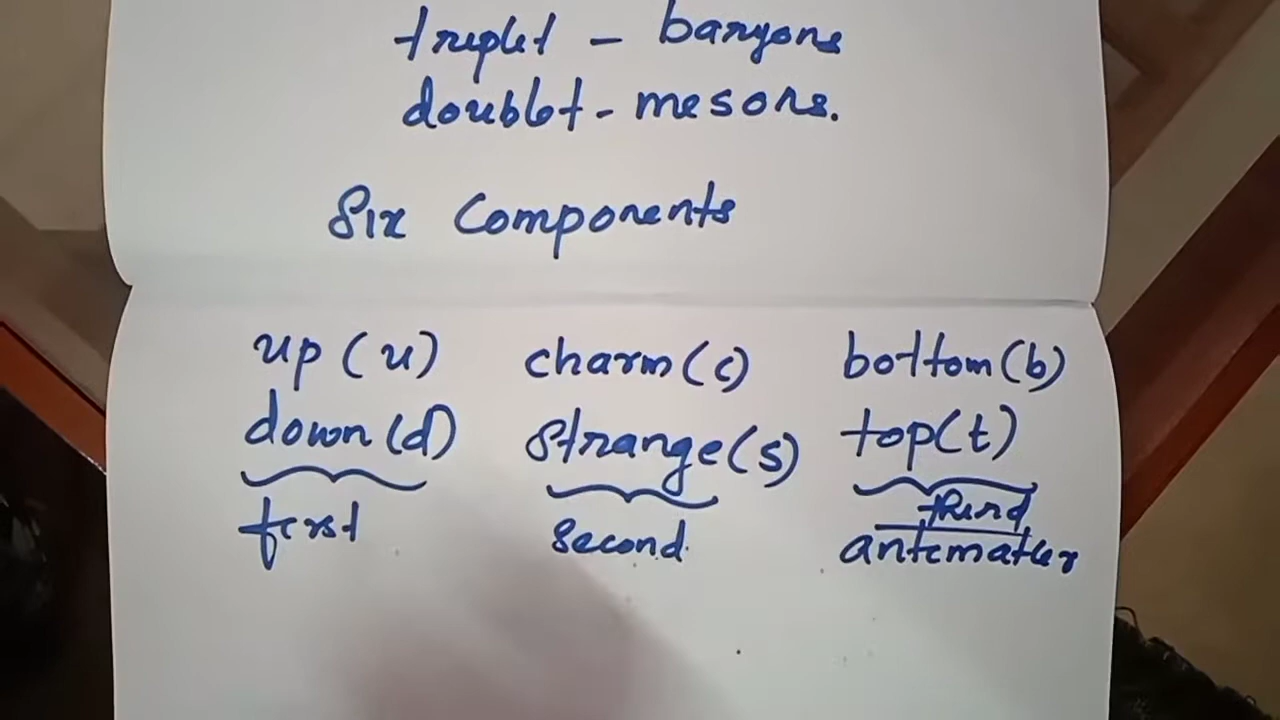 triplet - baryons
doublet - mesons.
Six Components
up (u) charm (c) bottom (b)
down (d) strange (s) top (t)
first second third
antimatter